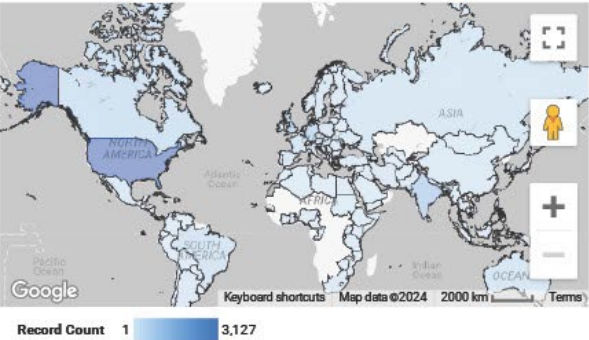 ASIA
NORTH
AMERICA
Atlantic
Ocean
AFRICA
SOUTH
AMERICA
Pacific
Ocean
Indian
Ocean
OCEAN
Google
Keyboard shortcuts Map data ©2024 2000 km Terms
Record Count 1 3,127